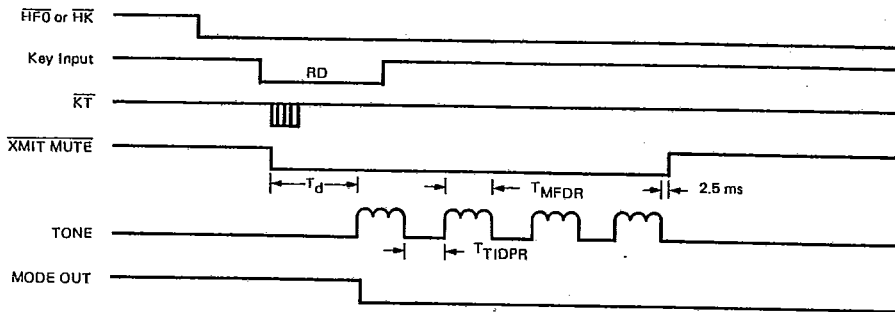 HFO or HK
Key Input
RD
KT
XMIT MUTE
Td
TMFDR
2.5 ms
TONE
TTIDPR
MODE OUT